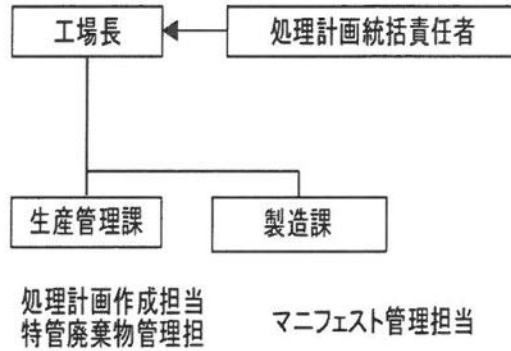 工場長
処理計画統括責任者
生産管理課
製造課
処理計画作成担当
特管廃棄物管理担
マニフェスト管理担当